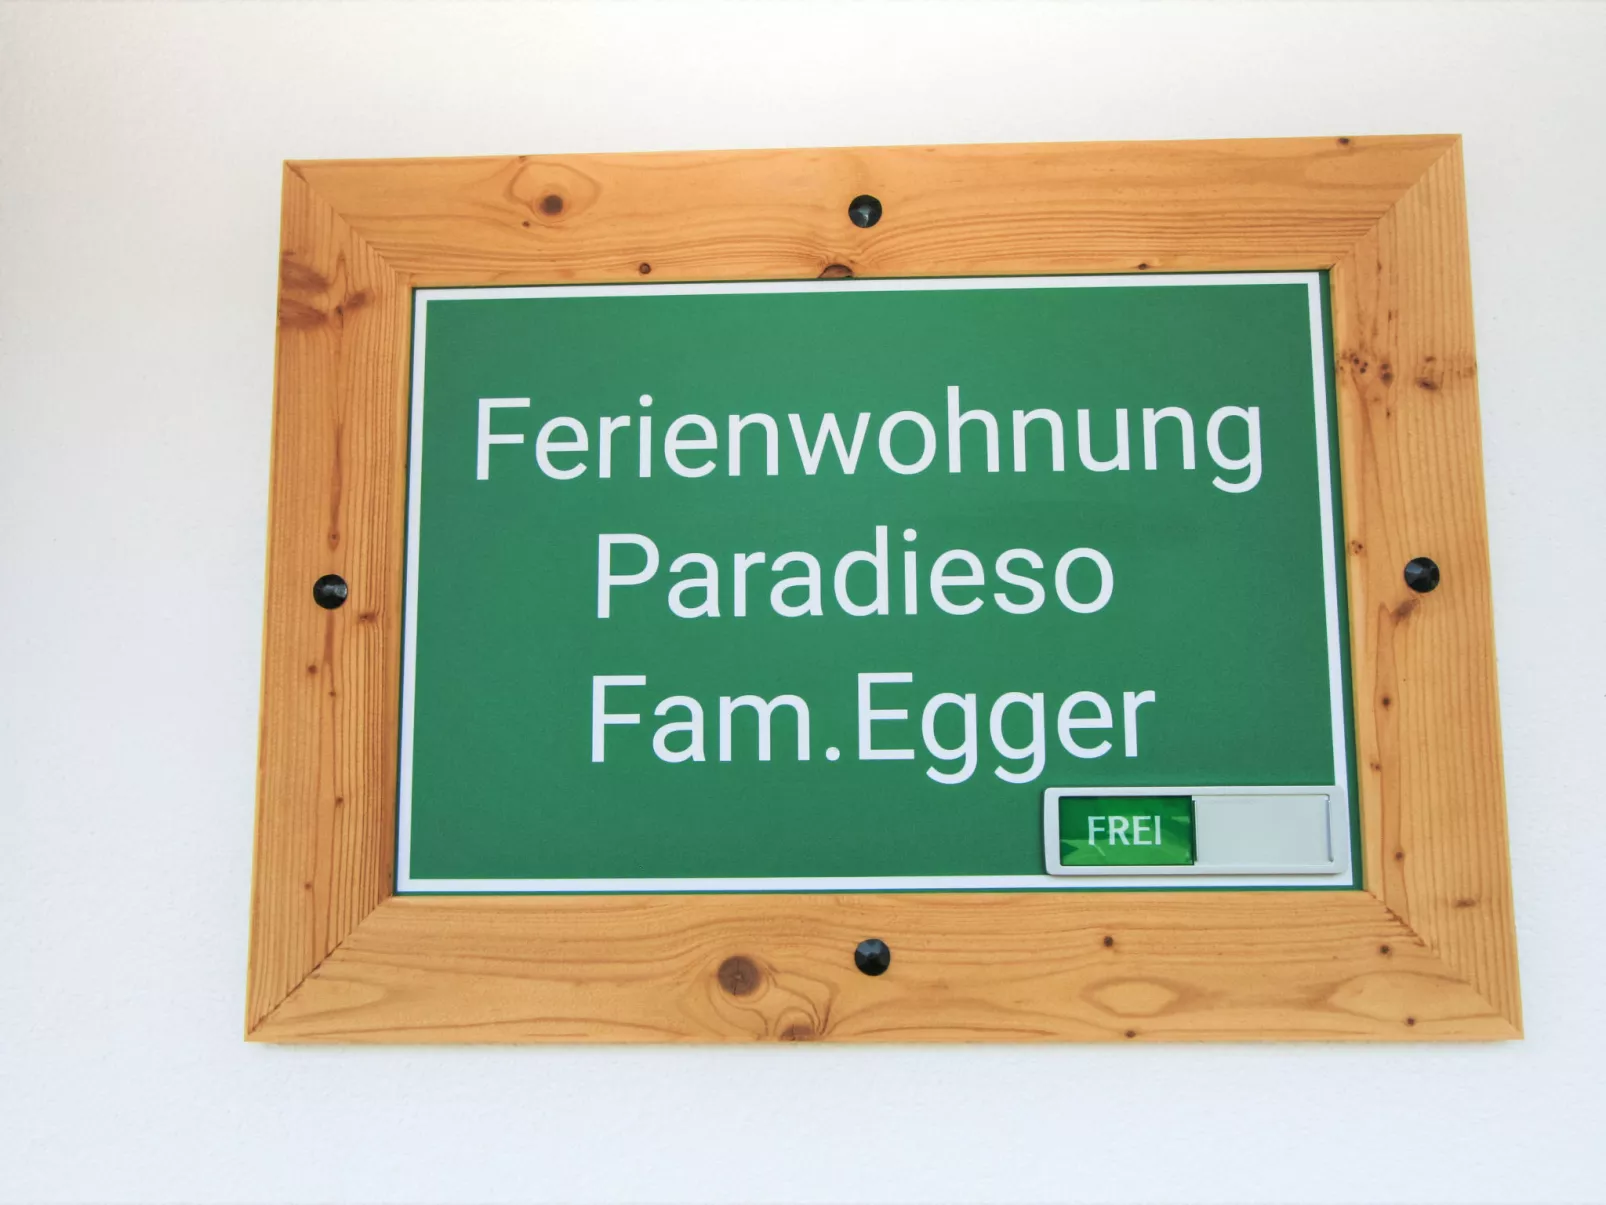 Ferienwohnung
Paradieso
Fam.Egger
FREI